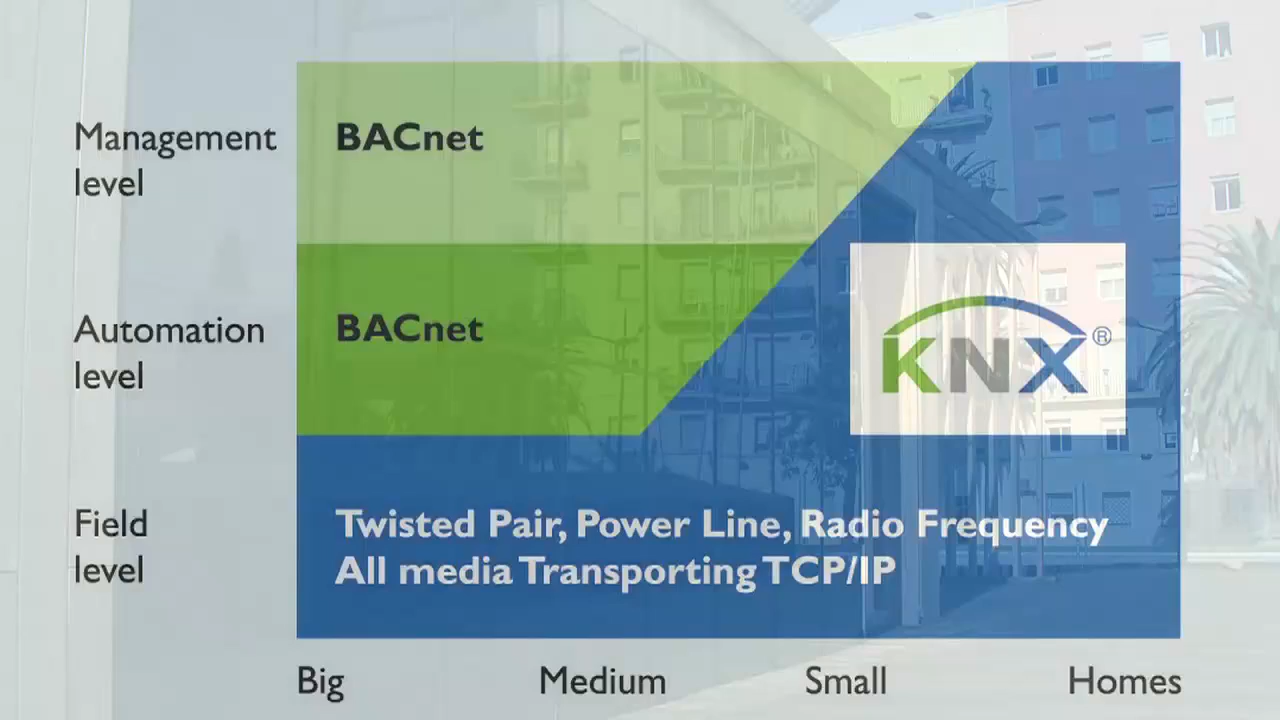 Management
level
BACnet
Automation
level
BACnet
KNX®
Field
level
Twisted Pair, Power Line, Radio Frequency
All media Transporting TCP/IP
Big
Medium
Small
Homes